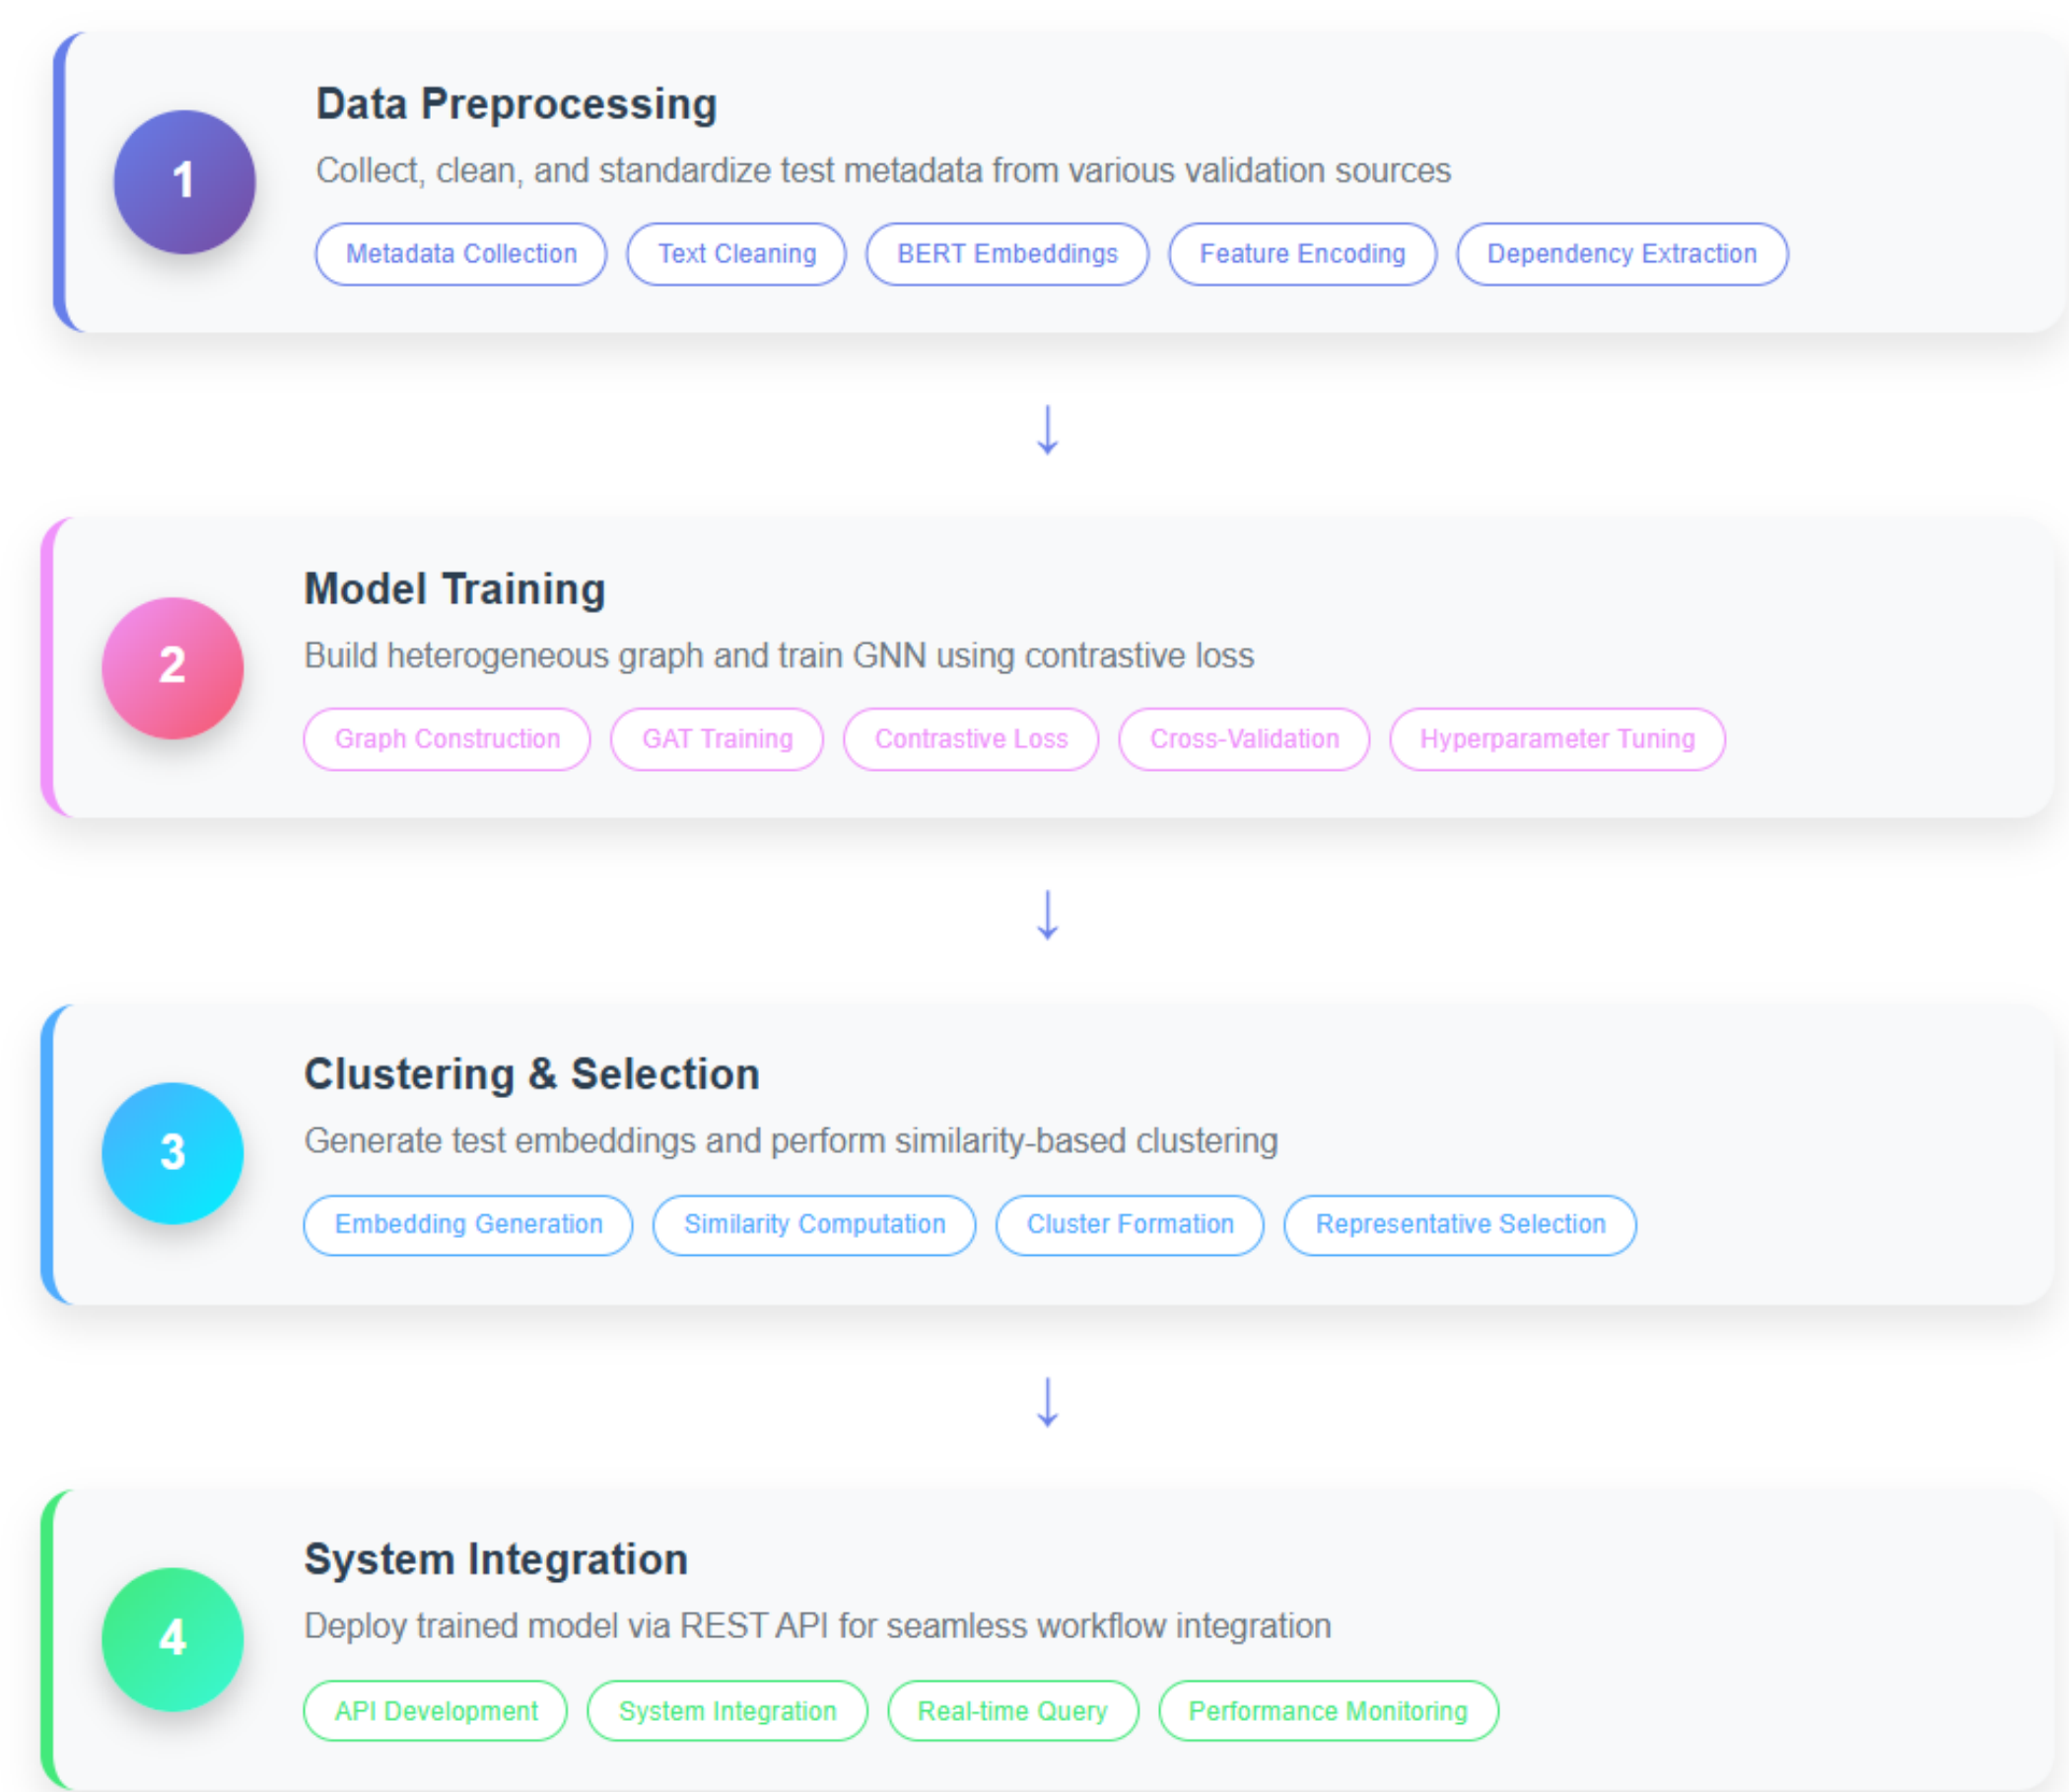 1
Data Preprocessing
Collect, clean, and standardize test metadata from various validation sources
Metadata Collection Text Cleaning BERT Embeddings Feature Encoding Dependency Extraction
↓
2
Model Training
Build heterogeneous graph and train GNN using contrastive loss
Graph Construction GAT Training Contrastive Loss Cross-Validation Hyperparameter Tuning
↓
3
Clustering & Selection
Generate test embeddings and perform similarity-based clustering
Embedding Generation Similarity Computation Cluster Formation Representative Selection
↓
4
System Integration
Deploy trained model via REST API for seamless workflow integration
API Development System Integration Real-time Query Performance Monitoring